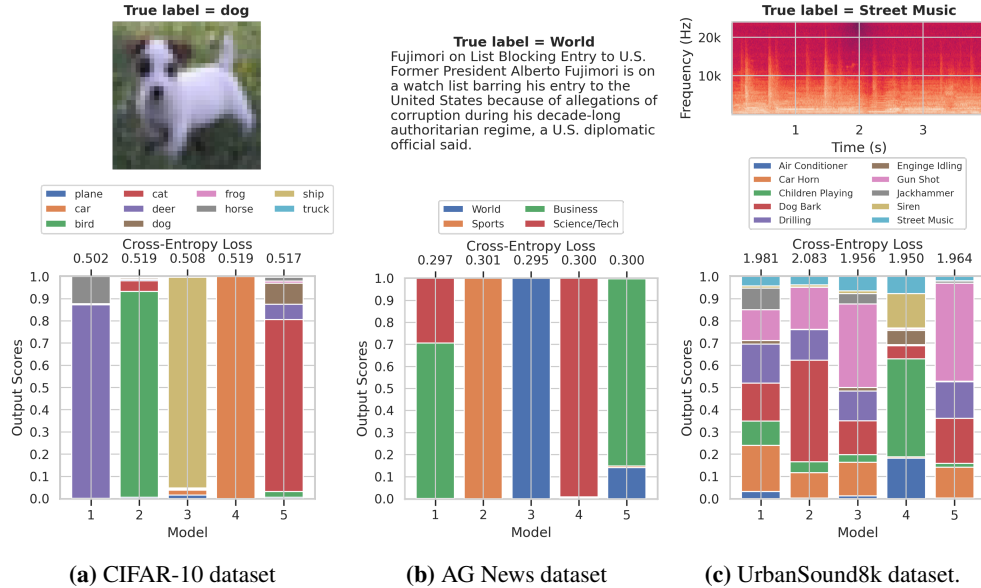 True label = dog
plane
car
bird
cat
deer
dog
frog
horse
ship
truck
Cross-Entropy Loss
0.502 0.519 0.508 0.519 0.517
Output Scores
1.0
0.9
0.8
0.7
0.6
0.5
0.4
0.3
0.2
0.1
0.0
1 2 3 4 5
Model
(a) CIFAR-10 dataset
True label = World
Fujimori on List Blocking Entry to U.S.
Former President Alberto Fujimori is on
a watch list barring his entry to the
United States because of allegations of
corruption during his decade-long
authoritarian regime, a U.S. diplomatic
official said.
World
Sports
Business
Science/Tech
Cross-Entropy Loss
0.297 0.301 0.295 0.300 0.300
Output Scores
1.0
0.9
0.8
0.7
0.6
0.5
0.4
0.3
0.2
0.1
0.0
1 2 3 4 5
Model
(b) AG News dataset
True label = Street Music
Frequency (Hz)
20k
10k
1 2 3
Time (s)
Air Conditioner
Car Horn
Children Playing
Dog Bark
Drilling
Enginge Idling
Gun Shot
Jackhammer
Siren
Street Music
Cross-Entropy Loss
1.981 2.083 1.956 1.950 1.964
Output Scores
1.0
0.9
0.8
0.7
0.6
0.5
0.4
0.3
0.2
0.1
0.0
1 2 3 4 5
Model
(c) UrbanSound8k dataset.